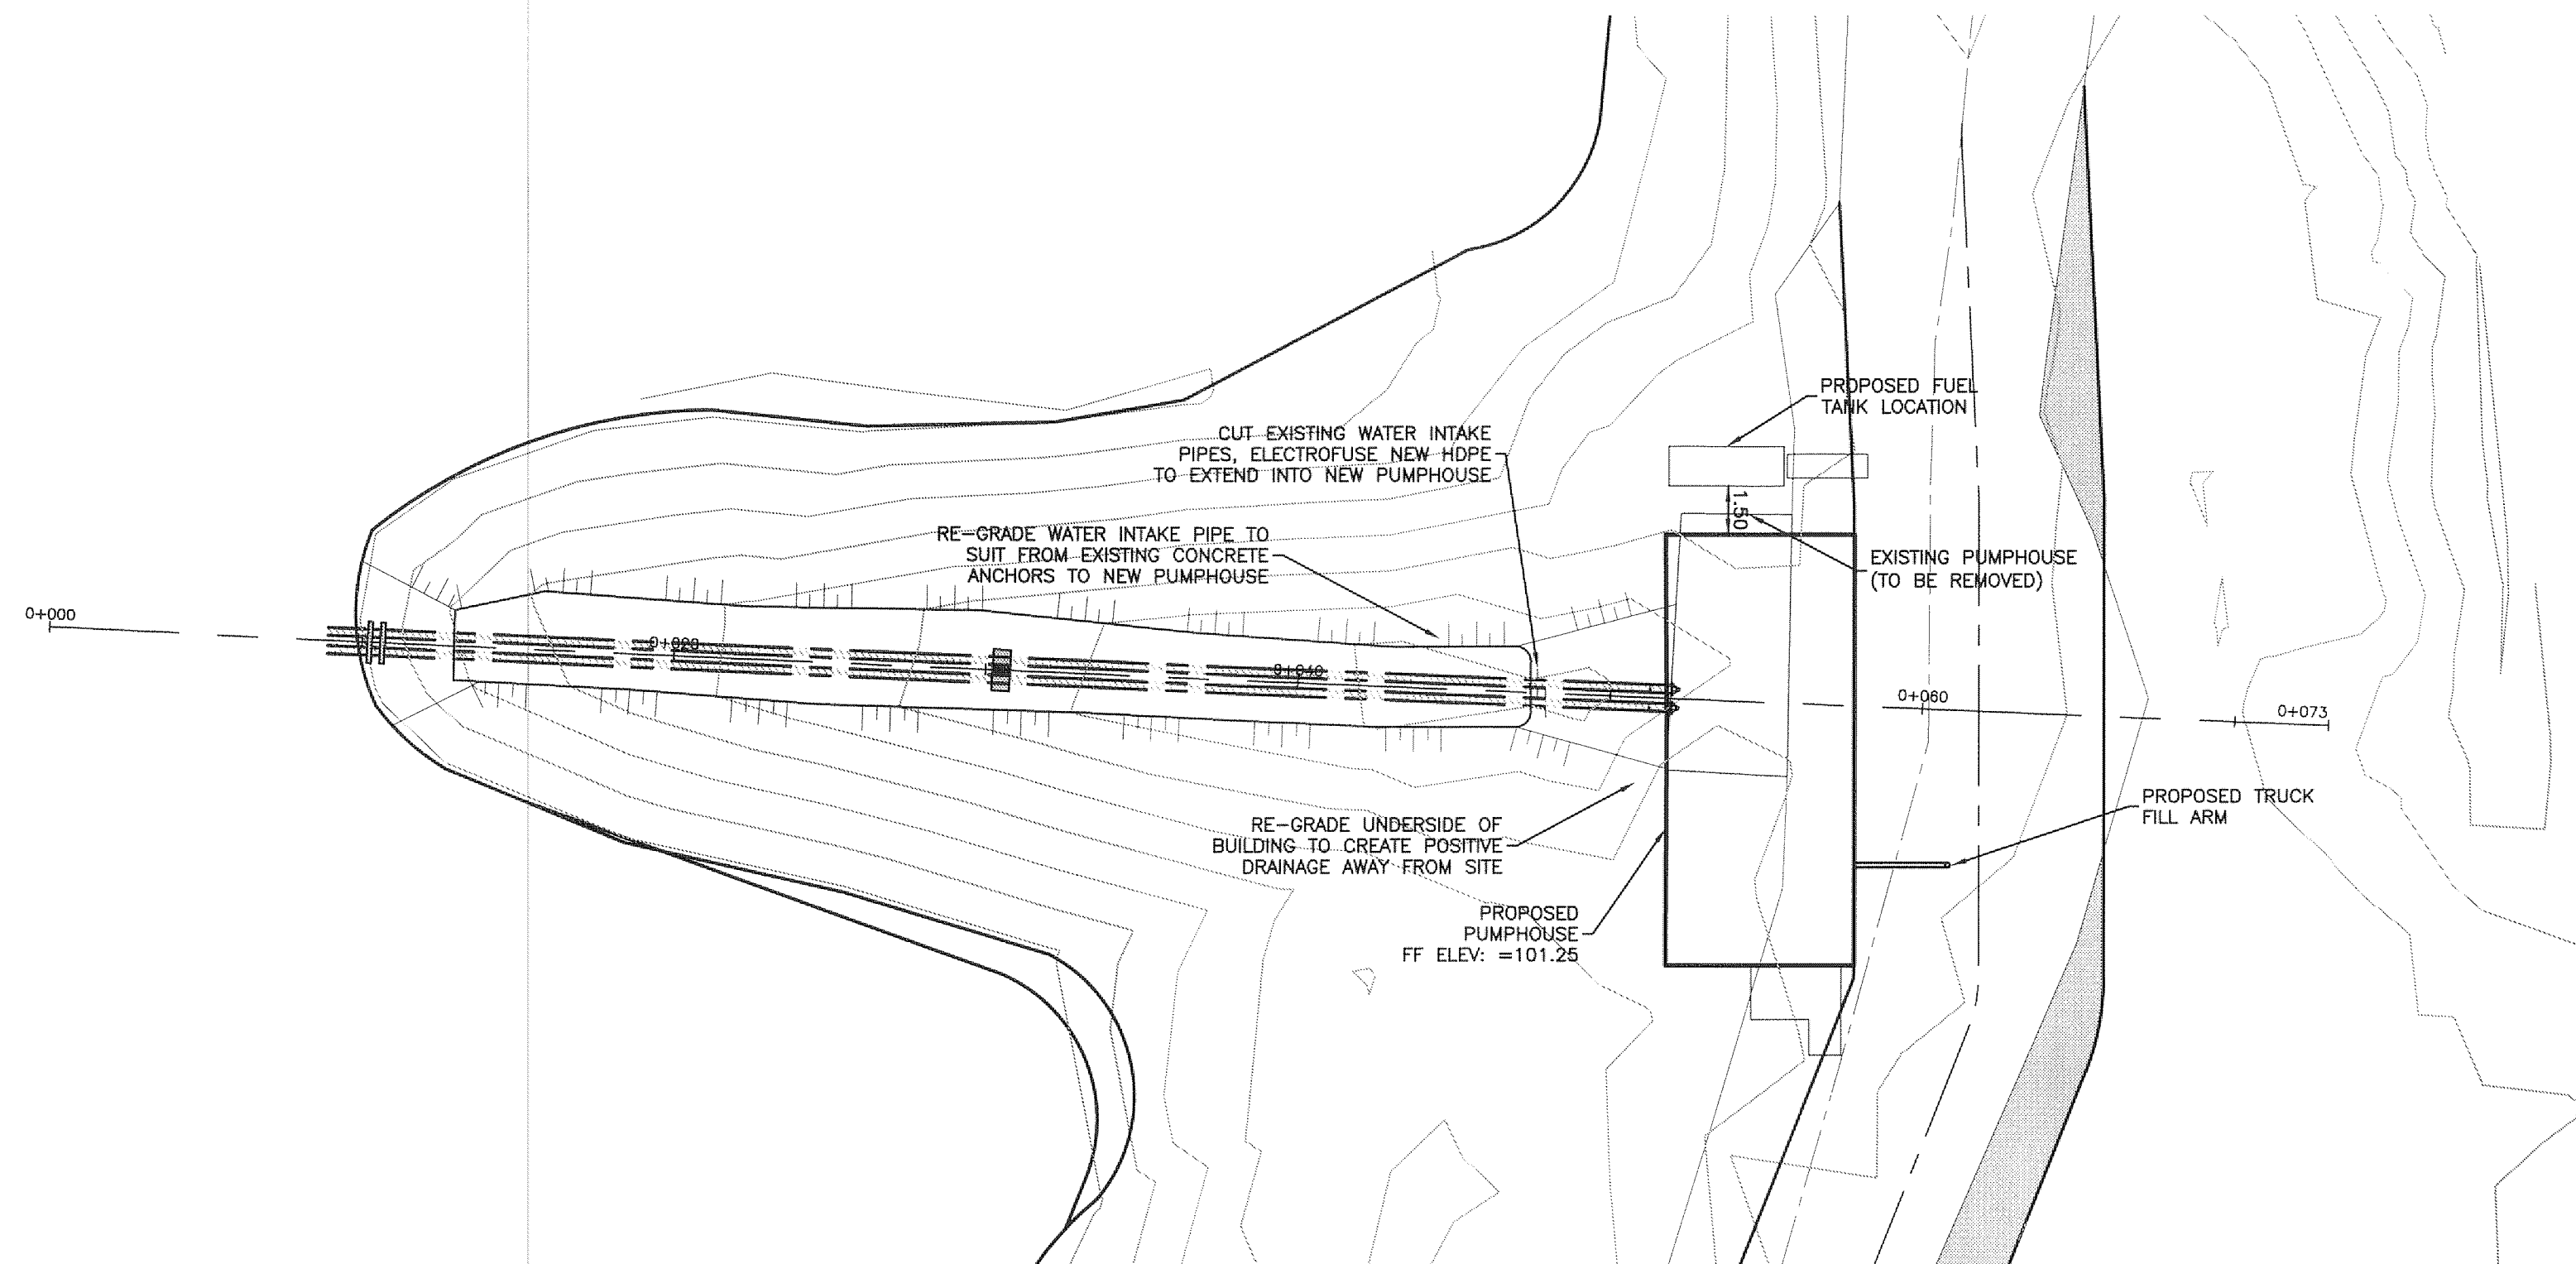 PROPOSED FUEL
TANK LOCATION
CUT EXISTING WATER INTAKE
PIPES, ELECTROFUSE NEW HDPE
TO EXTEND INTO NEW PUMPHOUSE
1.50
RE-GRADE WATER INTAKE PIPE TO
SUIT FROM EXISTING CONCRETE
ANCHORS TO NEW PUMPHOUSE
EXISTING PUMPHOUSE
(TO BE REMOVED)
0+000
0+020
0+040
0+060
0+073
PROPOSED TRUCK
FILL ARM
RE-GRADE UNDERSIDE OF
BUILDING TO CREATE POSITIVE
DRAINAGE AWAY FROM SITE
PROPOSED
PUMPHOUSE
FF ELEV: =101.25